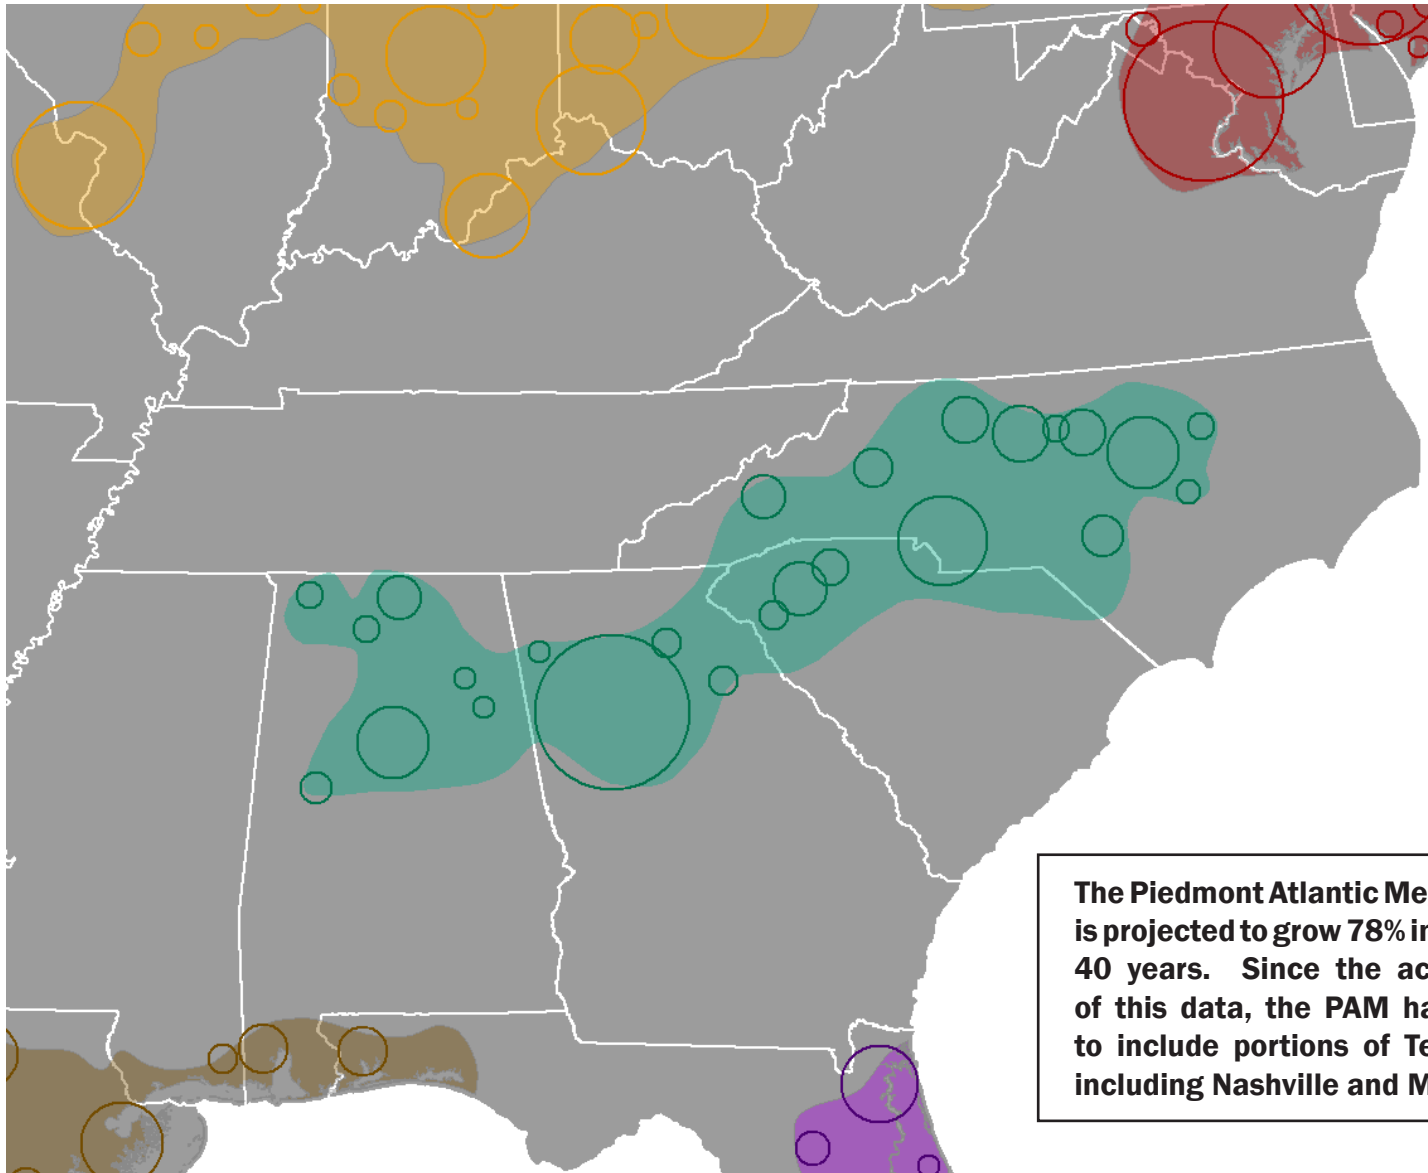 The Piedmont Atlantic Me
is projected to grow 78% in
40 years. Since the ac
of this data, the PAM ha
to include portions of Te
including Nashville and M